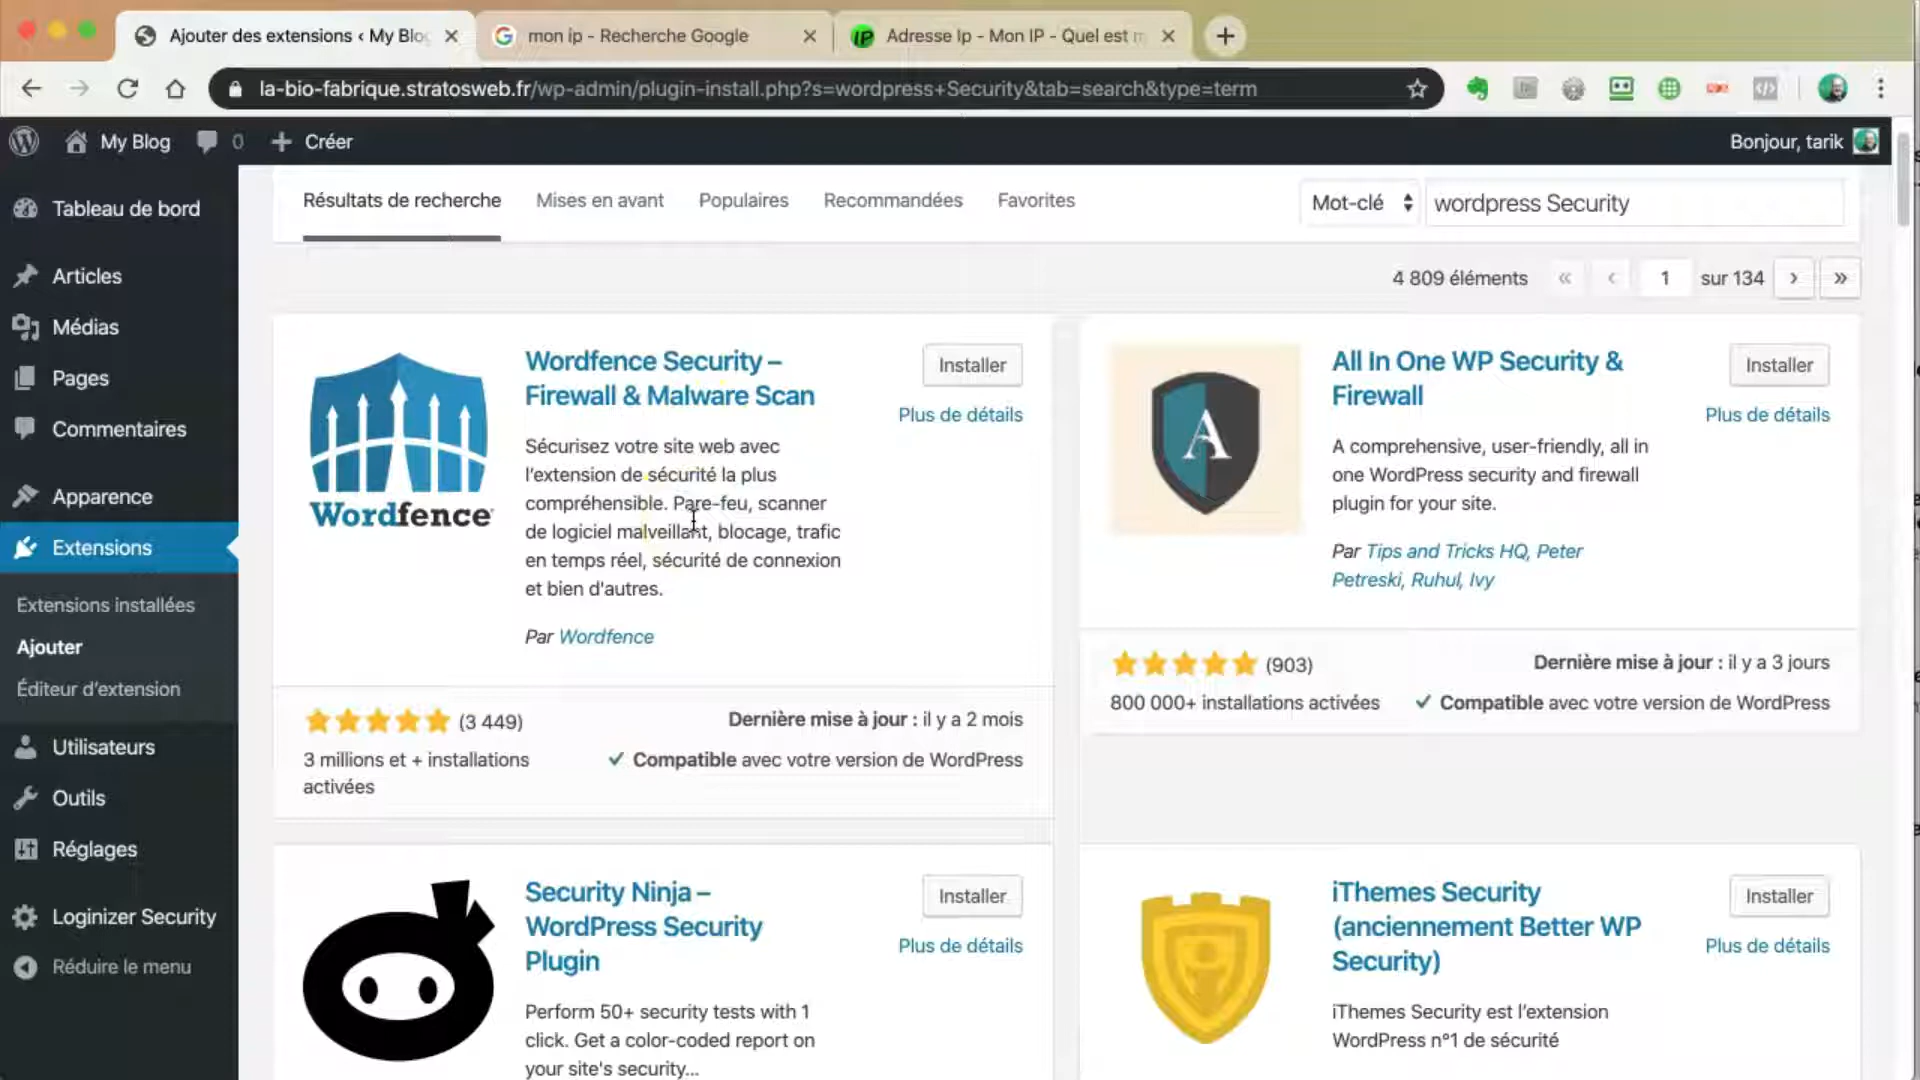 Ajouter des extensions ‹ My Blog
mon ip - Recherche Google
IP
Adresse Ip - Mon IP - Quel est m
la-bio-fabrique.stratosweb.fr/wp-admin/plugin-install.php?s=wordpress+Security&tab=search&type=term
My Blog
0
Créer
Bonjour, tarik
Tableau de bord
Articles
Médias
Pages
Commentaires
Apparence
Extensions
Extensions installées
Ajouter
Éditeur d'extension
Utilisateurs
Outils
Réglages
Loginizer Security
Réduire le menu
Résultats de recherche
Mises en avant
Populaires
Recommandées
Favorites
Mot-clé
wordpress Security
4 809 éléments
«
‹
1
sur 134
›
»
Wordfence
Wordfence Security –
Firewall & Malware Scan
Installer
Plus de détails
Sécurisez votre site web avec
l'extension de sécurité la plus
compréhensible. Pare-feu, scanner
de logiciel malveillant, blocage, trafic
en temps réel, sécurité de connexion
et bien d'autres.
Par Wordfence
(3 449)
3 millions et + installations
activées
Dernière mise à jour : il y a 2 mois
Compatible avec votre version de WordPress
A
All In One WP Security &
Firewall
Installer
Plus de détails
A comprehensive, user-friendly, all in
one WordPress security and firewall
plugin for your site.
Par Tips and Tricks HQ, Peter
Petreski, Ruhul, Ivy
(903)
800 000+ installations activées
Dernière mise à jour : il y a 3 jours
Compatible avec votre version de WordPress
Security Ninja –
WordPress Security
Plugin
Installer
Plus de détails
Perform 50+ security tests with 1
click. Get a color-coded report on
your site's security...
iThemes Security
(anciennement Better WP
Security)
Installer
Plus de détails
iThemes Security est l'extension
WordPress n°1 de sécurité